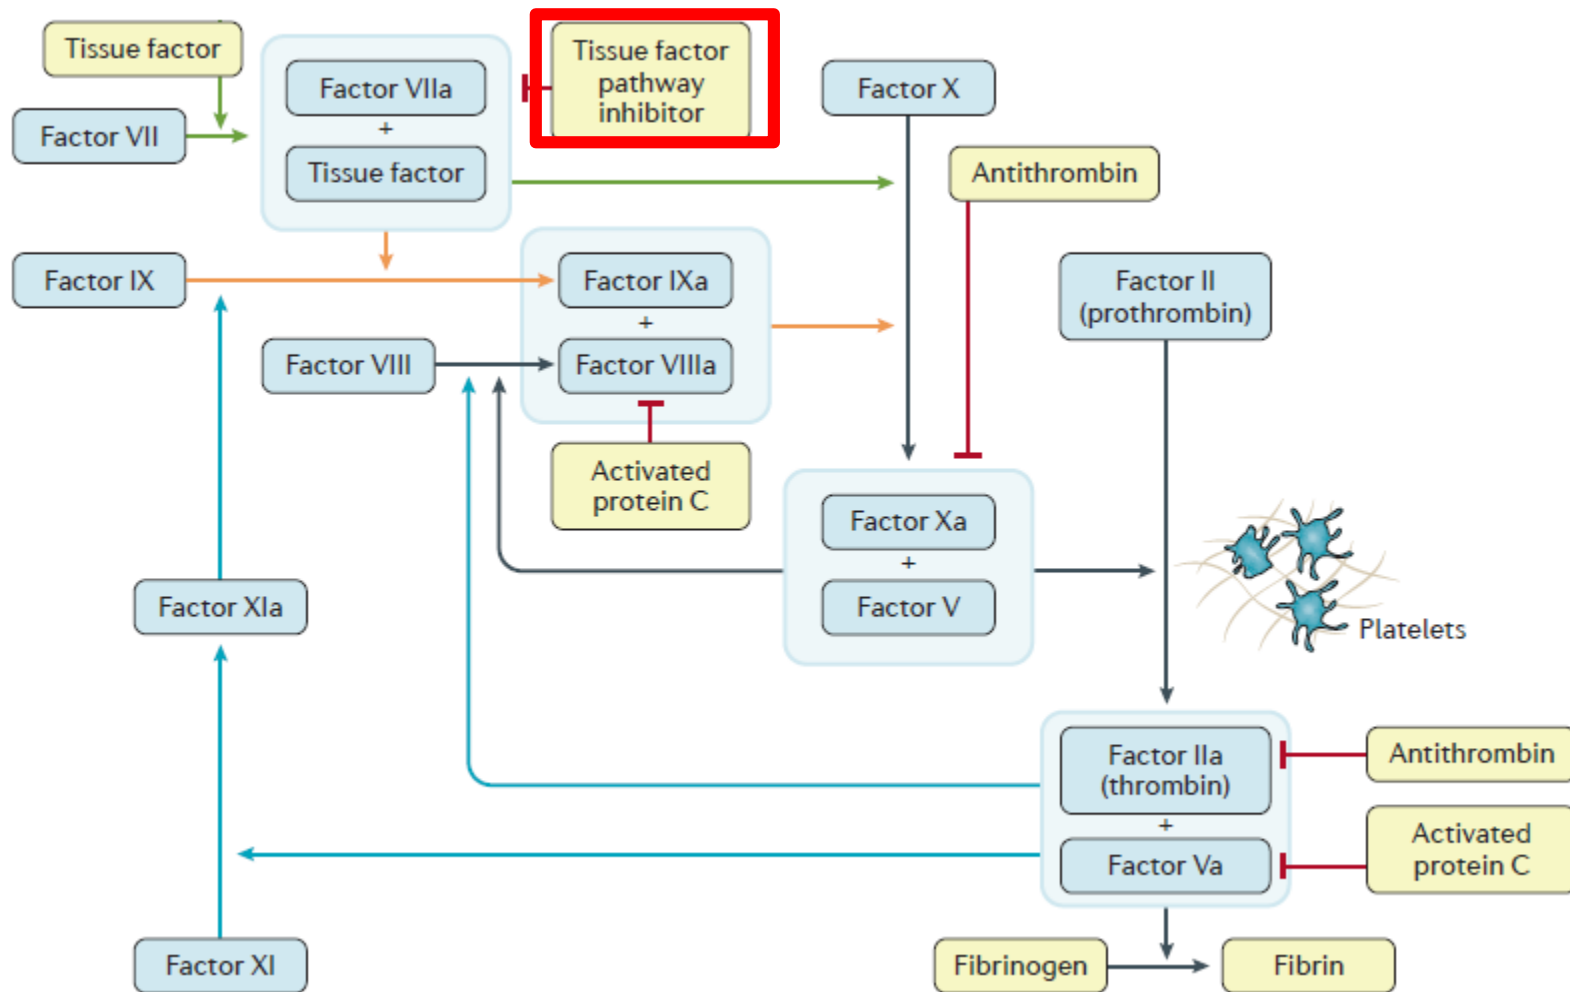 Tissue factor
Factor VII
Factor VIIa
+
Tissue factor
Tissue factor
pathway
inhibitor
Factor X
Antithrombin
Factor IX
Factor IXa
+
Factor VIIIa
Factor VIII
Factor II
(prothrombin)
Activated
protein C
Factor Xa
+
Factor V
Platelets
Factor XIa
Factor IIa
(thrombin)
+
Factor Va
Antithrombin
Activated
protein C
Factor XI
Fibrinogen
Fibrin